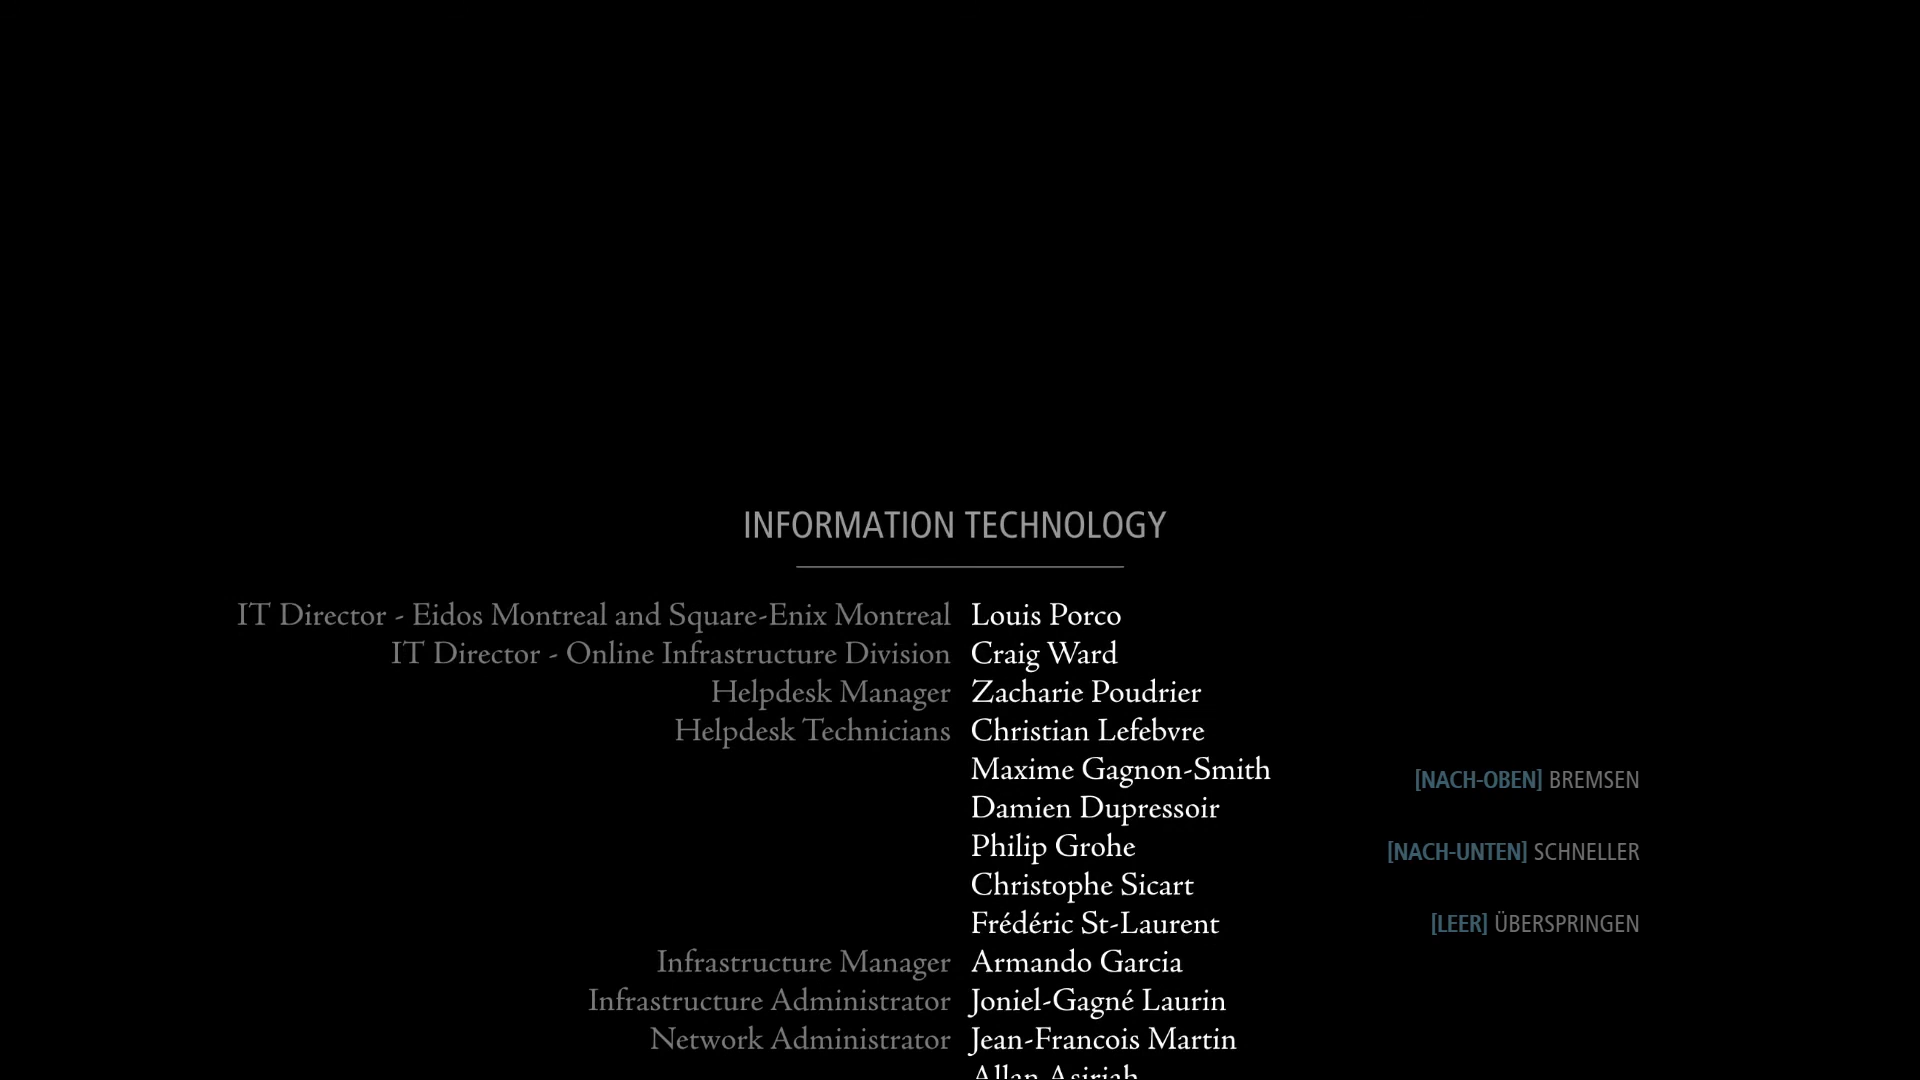 INFORMATION TECHNOLOGY
IT Director - Eidos Montreal and Square-Enix Montreal Louis Porco
IT Director - Online Infrastructure Division Craig Ward
Helpdesk Manager Zacharie Poudrier
Helpdesk Technicians Christian Lefebvre
Maxime Gagnon-Smith
[NACH-OBEN] BREMSEN
Damien Dupressoir
Philip Grohe
[NACH-UNTEN] SCHNELLER
Christophe Sicart
Frédéric St-Laurent
[LEER] ÜBERSPRINGEN
Infrastructure Manager Armando Garcia
Infrastructure Administrator Joniel-Gagné Laurin
Network Administrator Jean-Francois Martin
Allan